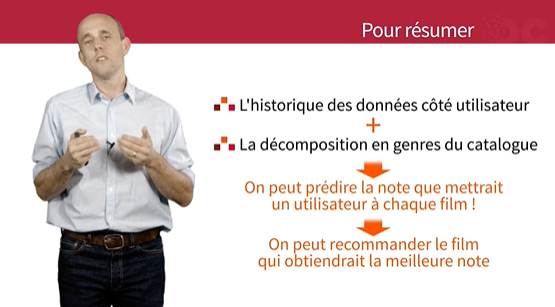 Pour résumer
L'historique des données côté utilisateur
+
La décomposition en genres du catalogue
On peut prédire la note que mettrait
un utilisateur à chaque film !
On peut recommander le film
qui obtiendrait la meilleure note